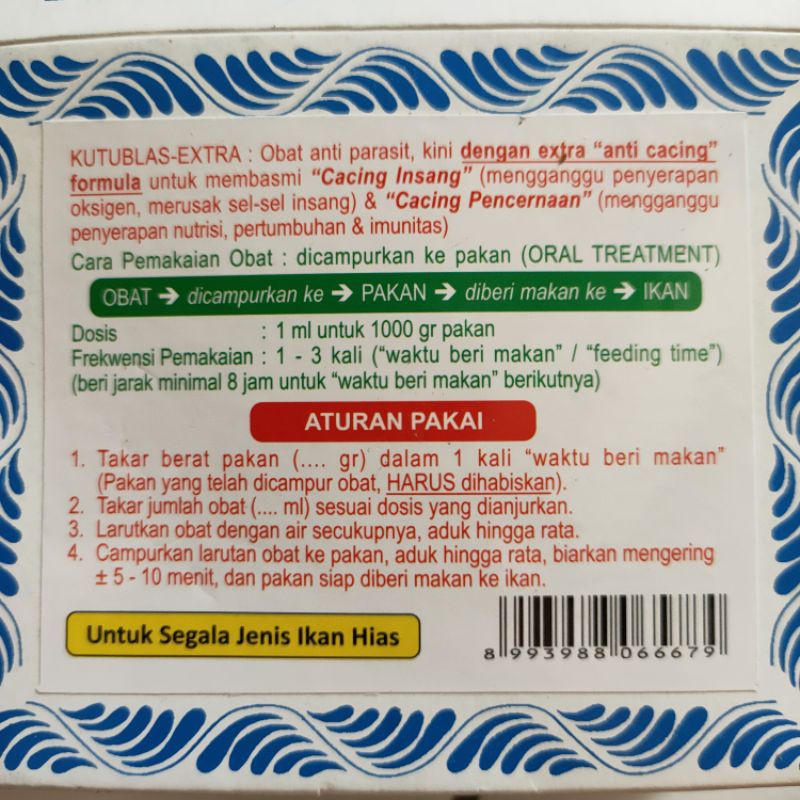 KUTUBLAS-EXTRA : Obat anti parasit, kini dengan extra “anti cacing”
formula untuk membasmi “Cacing Insang” (mengganggu penyerapan
oksigen, merusak sel-sel insang) & “Cacing Pencernaan” (mengganggu
penyerapan nutrisi, pertumbuhan & imunitas)
Cara Pemakaian Obat : dicampurkan ke pakan (ORAL TREATMENT)
OBAT → dicampurkan ke → PAKAN → diberi makan ke → IKAN
Dosis : 1 ml untuk 1000 gr pakan
Frekwensi Pemakaian : 1 - 3 kali (“waktu beri makan” / “feeding time”)
(beri jarak minimal 8 jam untuk “waktu beri makan” berikutnya)
ATURAN PAKAI
1. Takar berat pakan (.... gr) dalam 1 kali “waktu beri makan”
(Pakan yang telah dicampur obat, HARUS dihabiskan).
2. Takar jumlah obat (.... ml) sesuai dosis yang dianjurkan.
3. Larutkan obat dengan air secukupnya, aduk hingga rata.
4. Campurkan larutan obat ke pakan, aduk hingga rata, biarkan mengering
± 5 - 10 menit, dan pakan siap diberi makan ke ikan.
Untuk Segala Jenis Ikan Hias
8 993988 066679